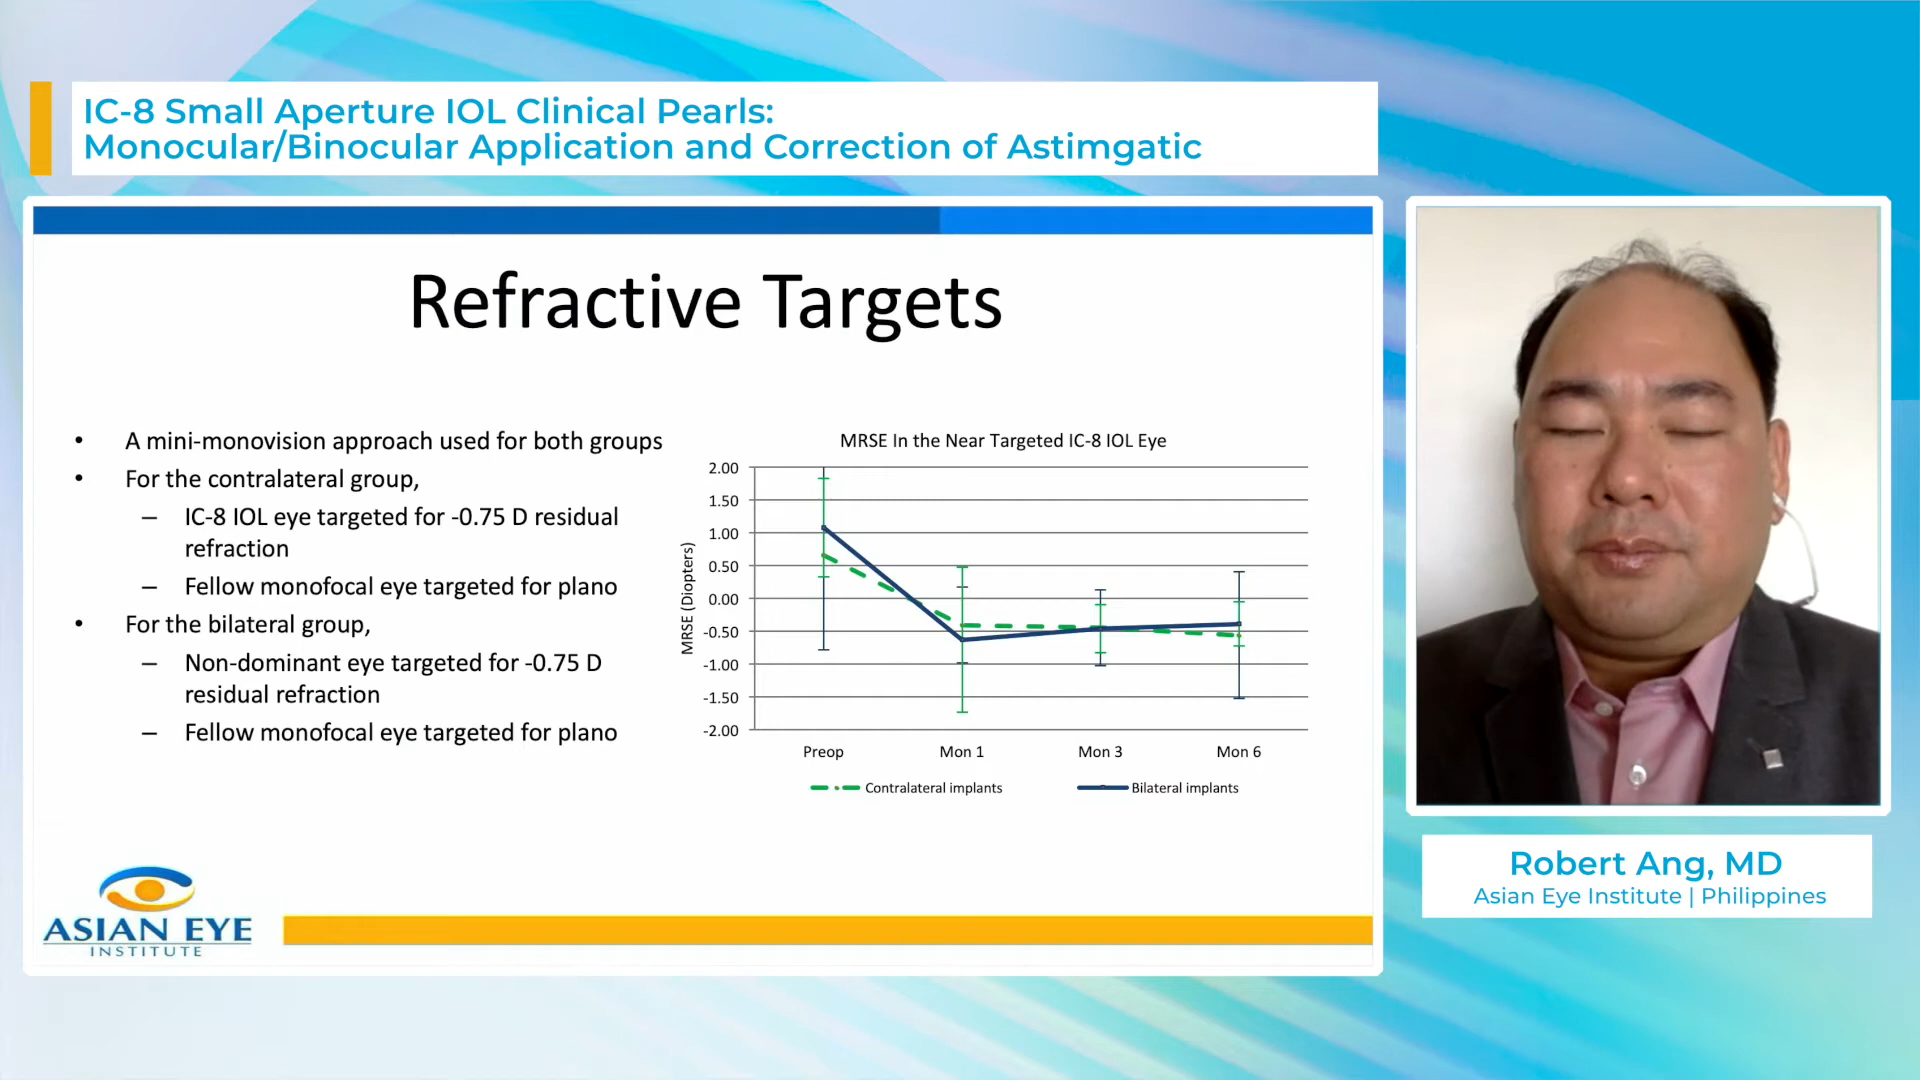 IC-8 Small Aperture IOL Clinical Pearls:
Monocular/Binocular Application and Correction of Astimgatic
Refractive Targets
• A mini-monovision approach used for both groups
• For the contralateral group,
– IC-8 IOL eye targeted for -0.75 D residual
refraction
– Fellow monofocal eye targeted for plano
• For the bilateral group,
– Non-dominant eye targeted for -0.75 D
residual refraction
– Fellow monofocal eye targeted for plano
MRSE In the Near Targeted IC-8 IOL Eye
MRSE (Diopters)
2.00
1.50
1.00
0.50
0.00
-0.50
-1.00
-1.50
-2.00
Preop Mon 1 Mon 3 Mon 6
Contralateral implants Bilateral implants
ASIAN EYE
INSTITUTE
Robert Ang, MD
Asian Eye Institute | Philippines